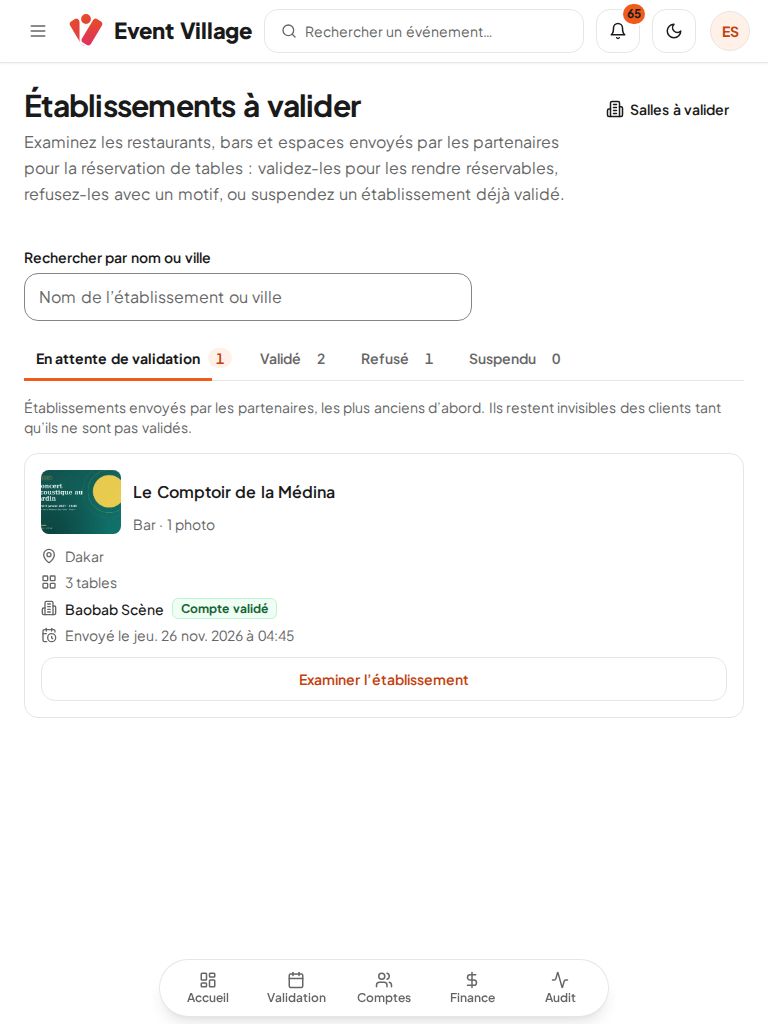 Event Village
Rechercher un événement…
65
ES
Établissements à valider
Salles à valider
Examinez les restaurants, bars et espaces envoyés par les partenaires
pour la réservation de tables : validez-les pour les rendre réservables,
refusez-les avec un motif, ou suspendez un établissement déjà validé.
Rechercher par nom ou ville
Nom de l’établissement ou ville
En attente de validation 1 Validé 2 Refusé 1 Suspendu 0
Établissements envoyés par les partenaires, les plus anciens d’abord. Ils restent invisibles des clients tant
qu’ils ne sont pas validés.
Le Comptoir de la Médina
Bar · 1 photo
Dakar
3 tables
Baobab Scène Compte validé
Envoyé le jeu. 26 nov. 2026 à 04:45
Examiner l’établissement
Accueil Validation Comptes Finance Audit